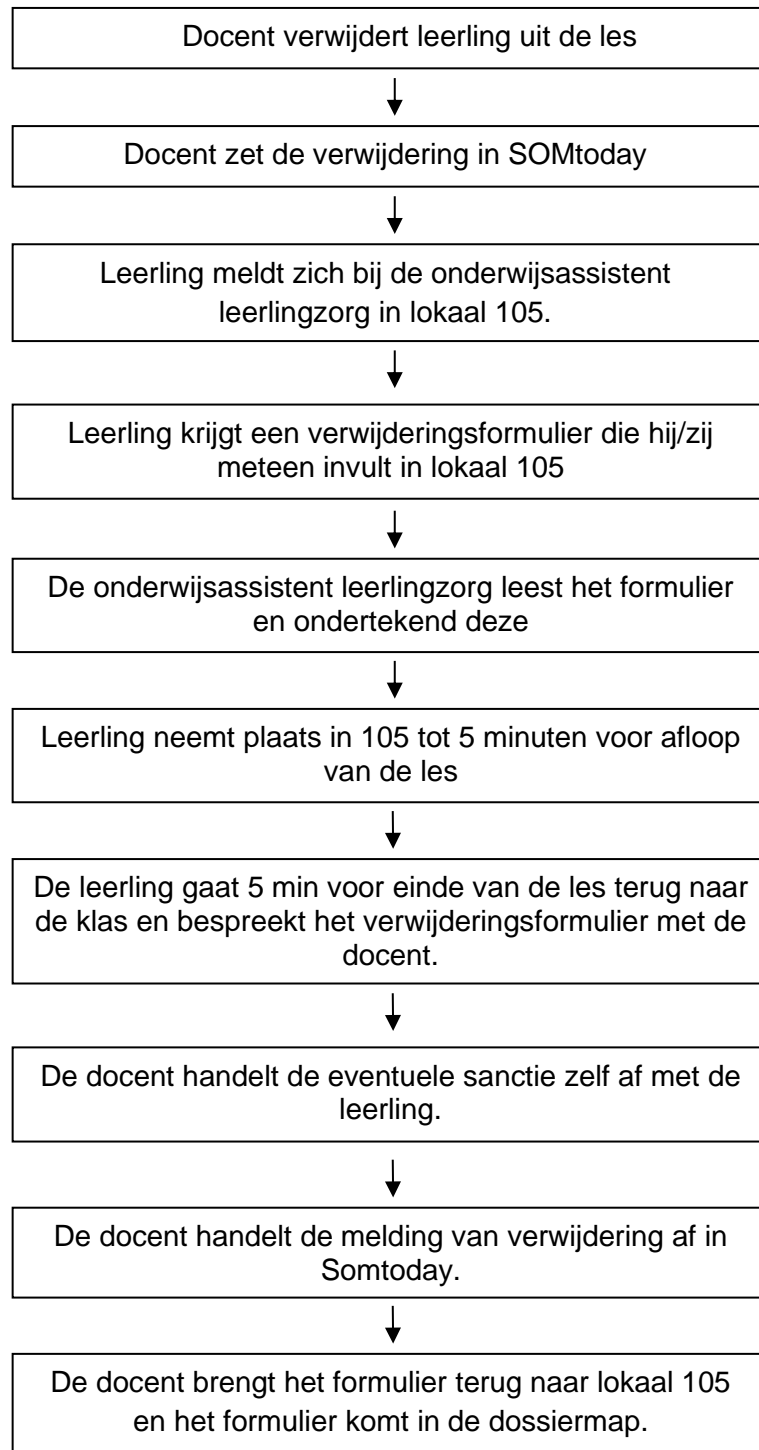 Docent verwijdert leerling uit de les
Docent zet de verwijdering in SOMtoday
Leerling meldt zich bij de onderwijsassistent
leerlingzorg in lokaal 105.
Leerling krijgt een verwijderingsformulier die hij/zij
meteen invult in lokaal 105
De onderwijsassistent leerlingzorg leest het formulier
en ondertekend deze
Leerling neemt plaats in 105 tot 5 minuten voor afloop
van de les
De leerling gaat 5 min voor einde van de les terug naar
de klas en bespreekt het verwijderingsformulier met de
docent.
De docent handelt de eventuele sanctie zelf af met de
leerling.
De docent handelt de melding van verwijdering af in
Somtoday.
De docent brengt het formulier terug naar lokaal 105
en het formulier komt in de dossiermap.